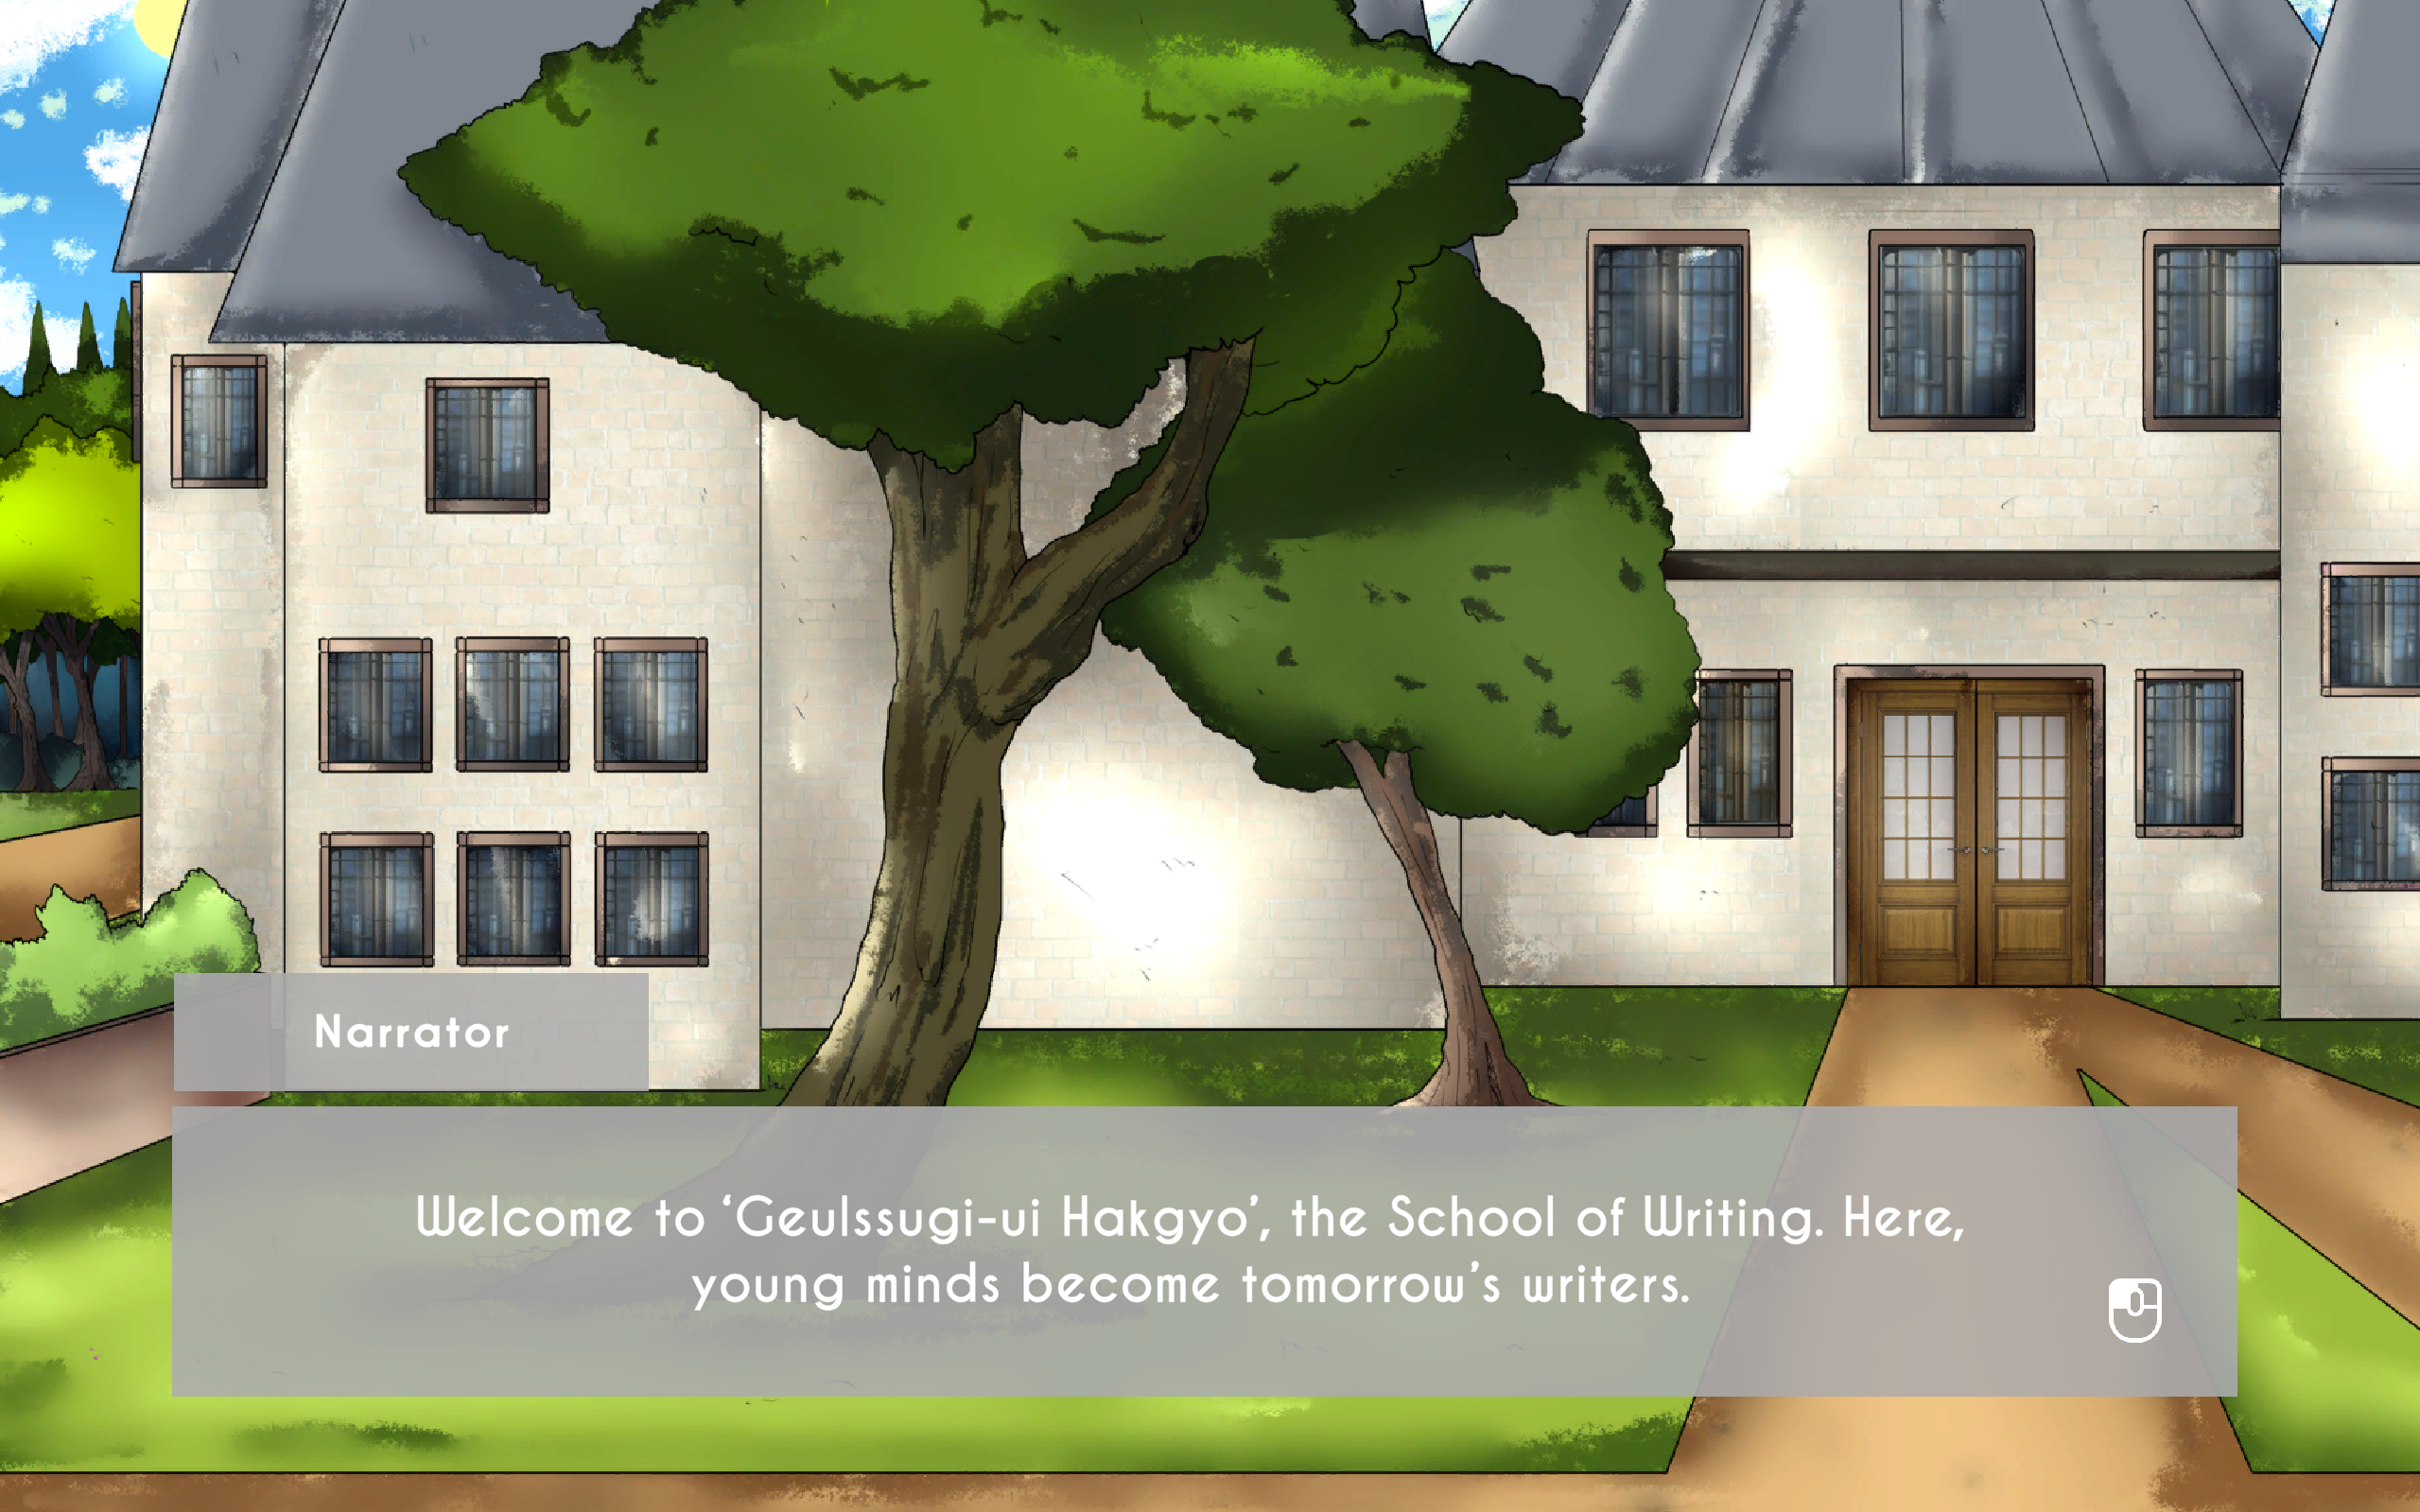 Narrator
Welcome to ‘Geulssugi-ui Hakgyo’, the School of Writing. Here,
young minds become tomorrow’s writers.